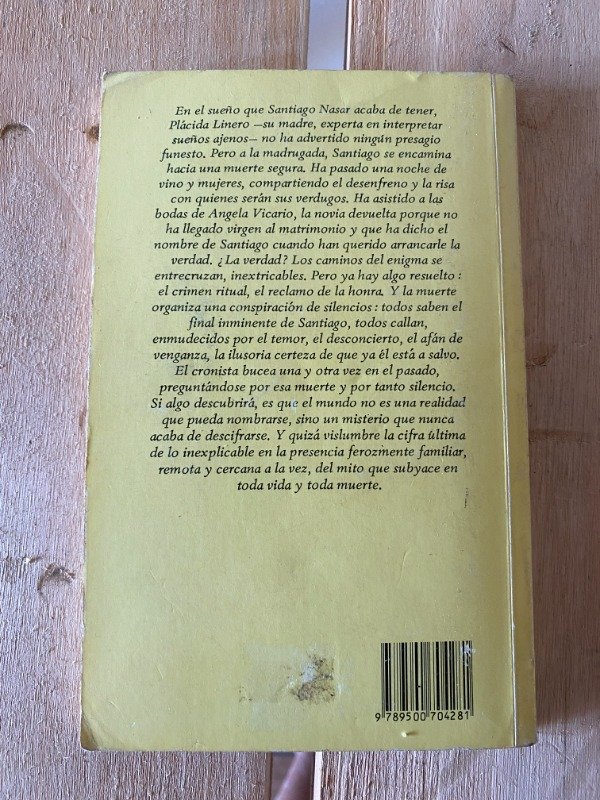 En el sueño que Santiago Nasar acaba de tener,
Plácida Linero —su madre, experta en interpretar
sueños ajenos— no ha advertido ningún presagio
funesto. Pero a la madrugada, Santiago se encamina
hacia una muerte segura. Ha pasado una noche de
vino y mujeres, compartiendo el desenfreno y la risa
con quienes serán sus verdugos. Ha asistido a las
bodas de Angela Vicario, la novia devuelta porque no
ha llegado virgen al matrimonio y que ha dicho el
nombre de Santiago cuando han querido arrancarle la
verdad. ¿La verdad? Los caminos del enigma se
entrecruzan, inextricables. Pero ya hay algo resuelto:
el crimen ritual, el reclamo de la honra. Y la muerte
organiza una conspiración de silencios: todos saben el
final inminente de Santiago, todos callan,
enmudecidos por el temor, el desconcierto, el afán de
venganza, la ilusoria certeza de que ya él está a salvo.
El cronista bucea una y otra vez en el pasado,
preguntándose por esa muerte y por tanto silencio.
Si algo descubrirá, es que el mundo no es una realidad
que pueda nombrarse, sino un misterio que nunca
acaba de descifrarse. Y quizá vislumbre la cifra última
de lo inexplicable en la presencia ferozmente familiar,
remota y cercana a la vez, del mito que subyace en
toda vida y toda muerte.
9 789500 704281